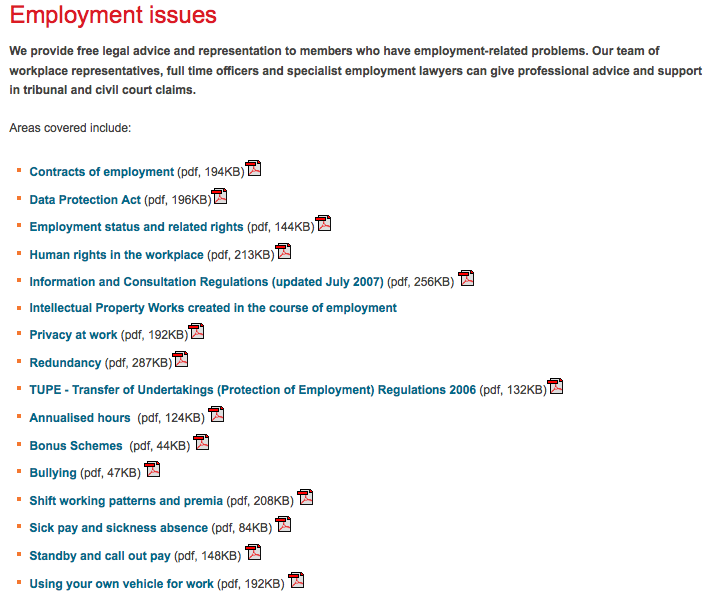 Employment issues
We provide free legal advice and representation to members who have employment-related problems. Our team of
workplace representatives, full time officers and specialist employment lawyers can give professional advice and support
in tribunal and civil court claims.
Areas covered include:
Contracts of employment (pdf, 194KB)
Data Protection Act (pdf, 196KB)
Employment status and related rights (pdf, 144KB)
Human rights in the workplace (pdf, 213KB)
Information and Consultation Regulations (updated July 2007) (pdf, 256KB)
Intellectual Property Works created in the course of employment
Privacy at work (pdf, 192KB)
Redundancy (pdf, 287KB)
TUPE - Transfer of Undertakings (Protection of Employment) Regulations 2006 (pdf, 132KB)
Annualised hours (pdf, 124KB)
Bonus Schemes (pdf, 44KB)
Bullying (pdf, 47KB)
Shift working patterns and premia (pdf, 208KB)
Sick pay and sickness absence (pdf, 84KB)
Standby and call out pay (pdf, 148KB)
Using your own vehicle for work (pdf, 192KB)